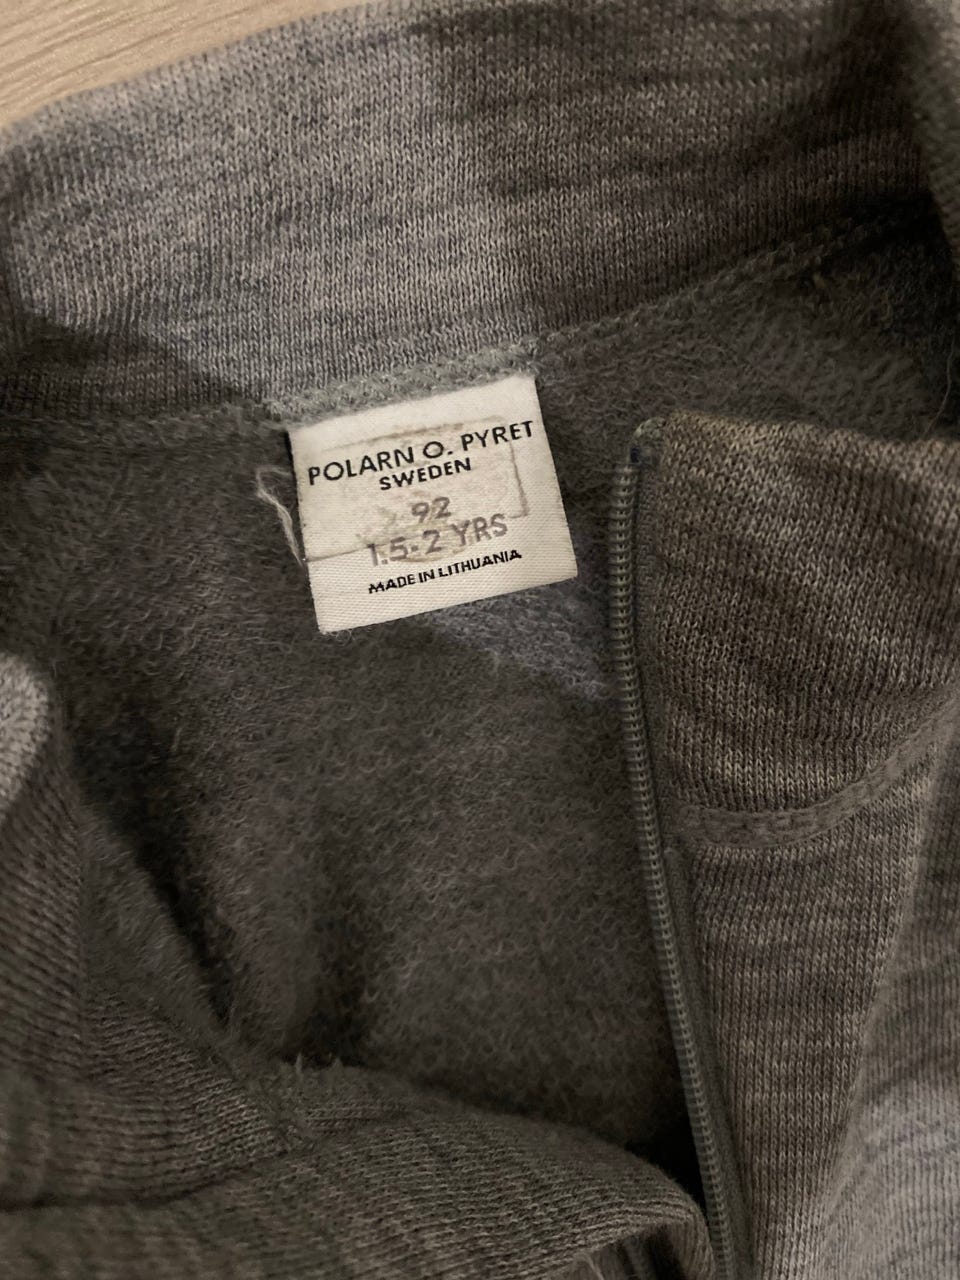 POLARN O. PYRET
SWEDEN
92
1.5-2 YRS
MADE IN LITHUANIA